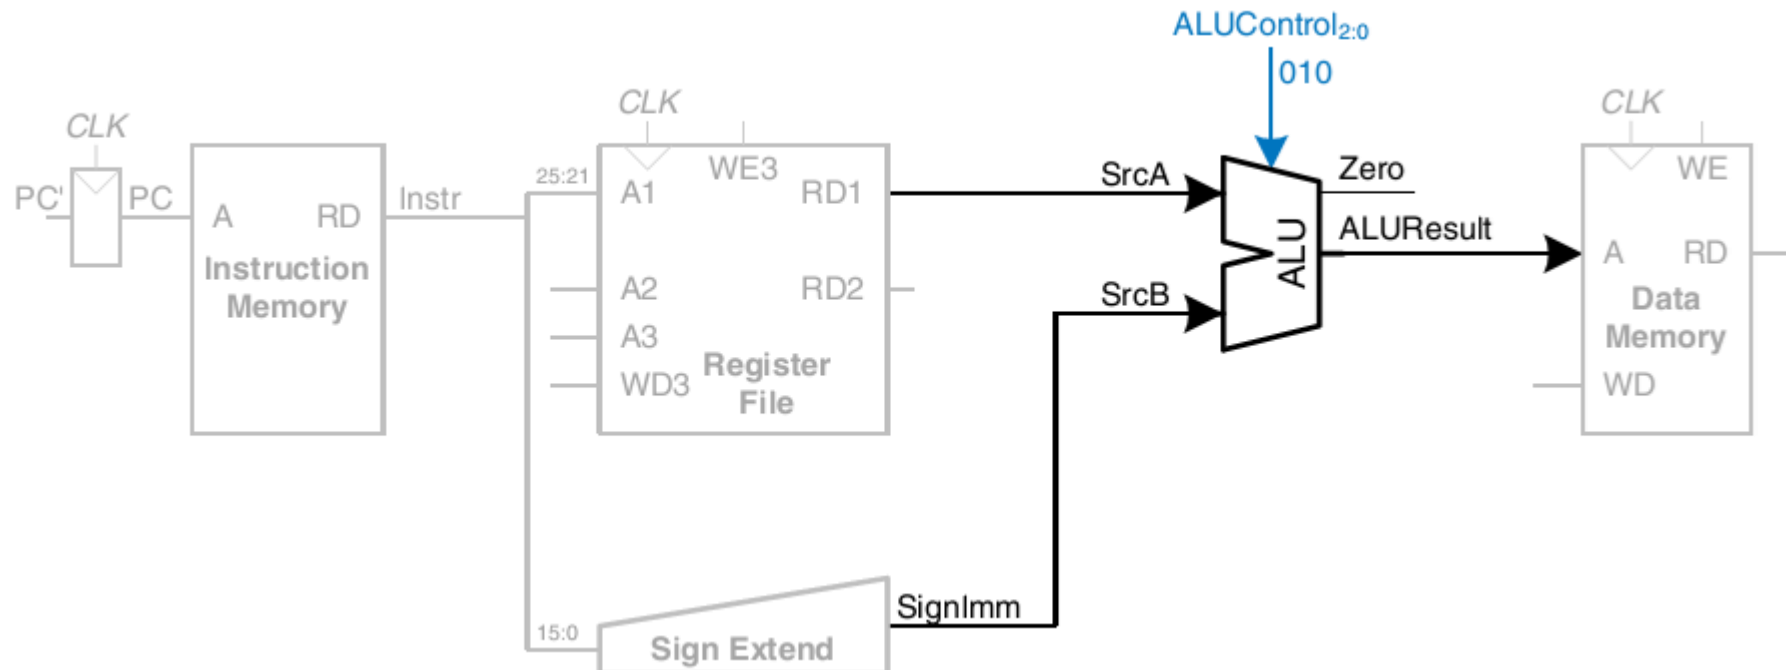 ALUControl2:0
010
CLK
CLK
CLK
PC'
PC
A
RD
Instruction
Memory
Instr
25:21
A1
WE3
RD1
A2
RD2
A3
WD3
Register
File
SrcA
SrcB
ALU
Zero
ALUResult
WE
A
RD
Data
Memory
WD
15:0
Sign Extend
SignImm